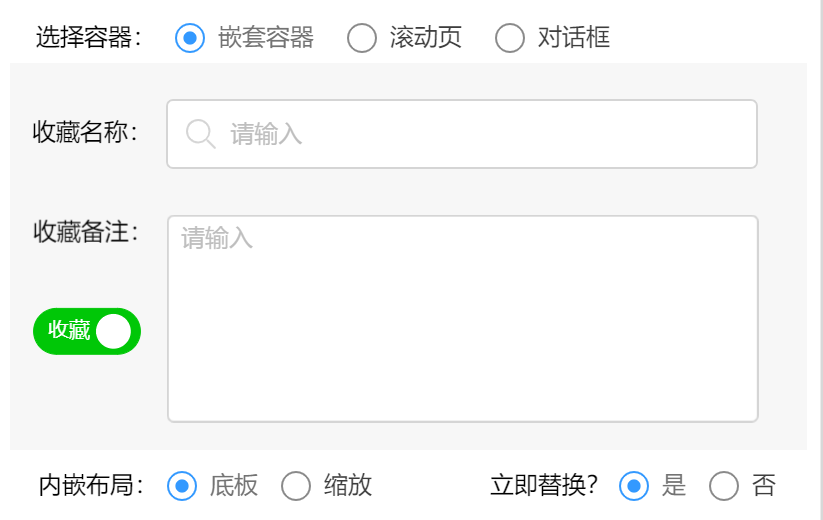 选择容器： 嵌套容器 滚动页 对话框
收藏名称： 请输入
收藏备注： 请输入
收藏
内嵌布局： 底板 缩放 立即替换？ 是 否